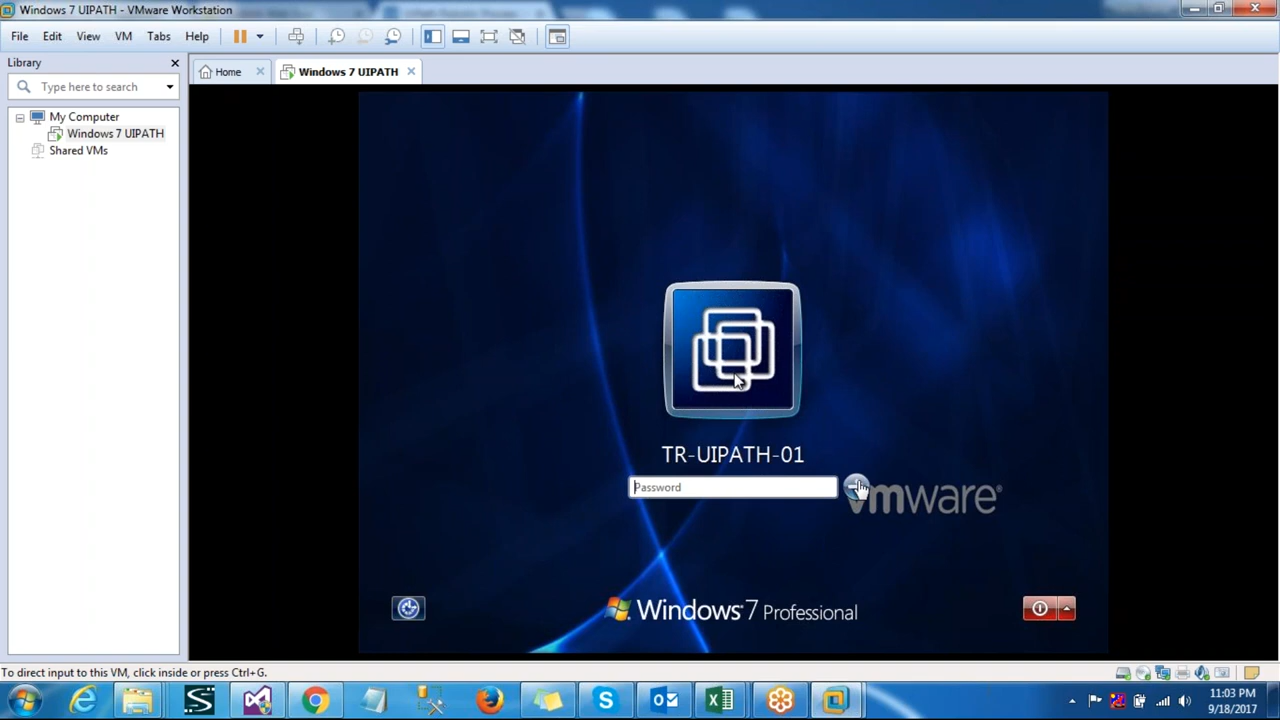 Windows 7 UIPATH - VMware Workstation
File Edit View VM Tabs Help
Library
Type here to search
My Computer
Windows 7 UIPATH
Shared VMs
Home
Windows 7 UIPATH
TR-UIPATH-01
Password
vmware®
Windows® 7 Professional
To direct input to this VM, click inside or press Ctrl+G.
11:03 PM
9/18/2017